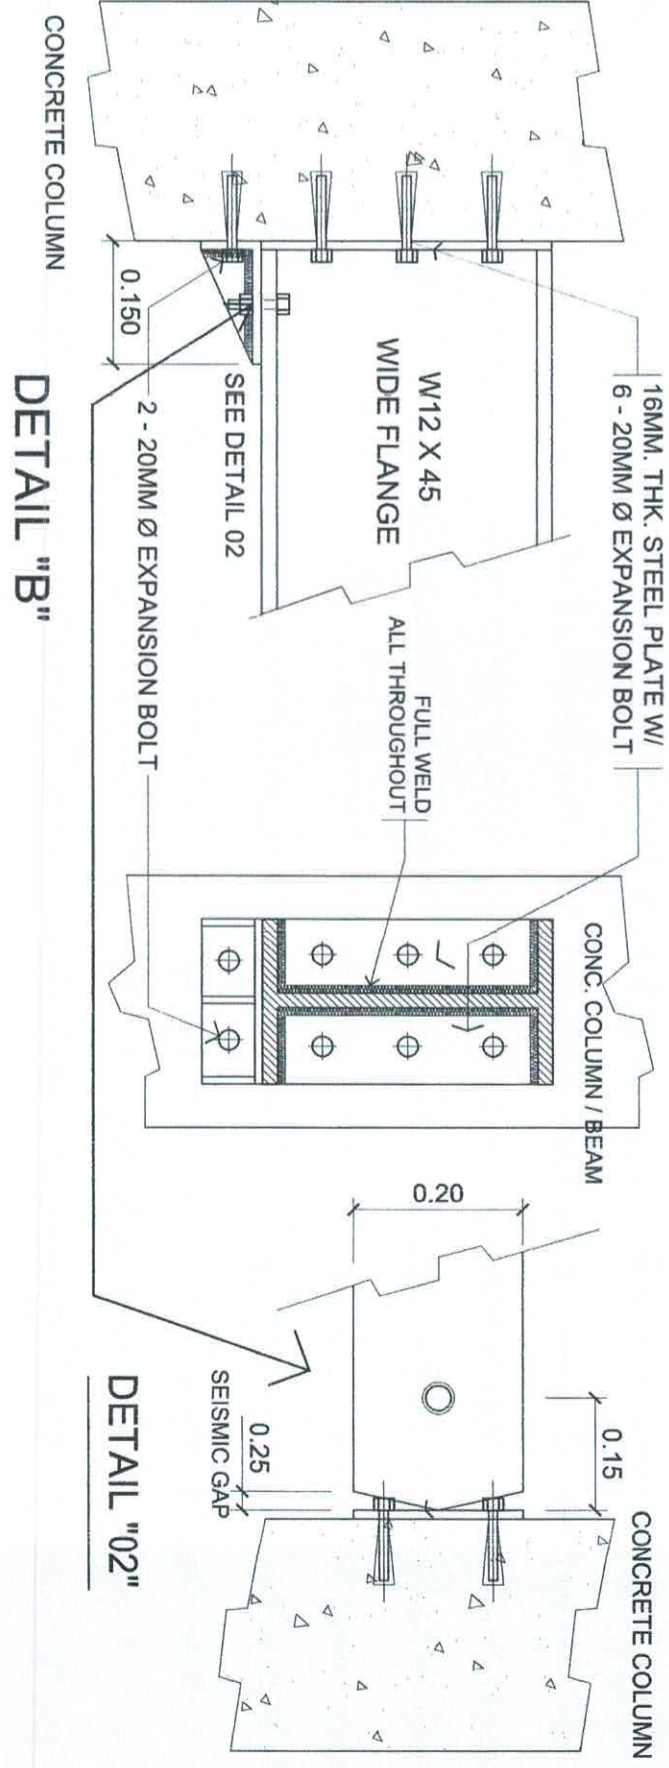 16MM. THK. STEEL PLATE W/
6 - 20MM Ø EXPANSION BOLT
W12 X 45
WIDE FLANGE
FULL WELD
ALL THROUGHOUT
SEE DETAIL 02
0.150
2 - 20MM Ø EXPANSION BOLT
CONCRETE COLUMN
DETAIL "B"
CONC. COLUMN / BEAM
CONCRETE COLUMN
0.15
0.20
0.25
SEISMIC GAP
DETAIL "02"